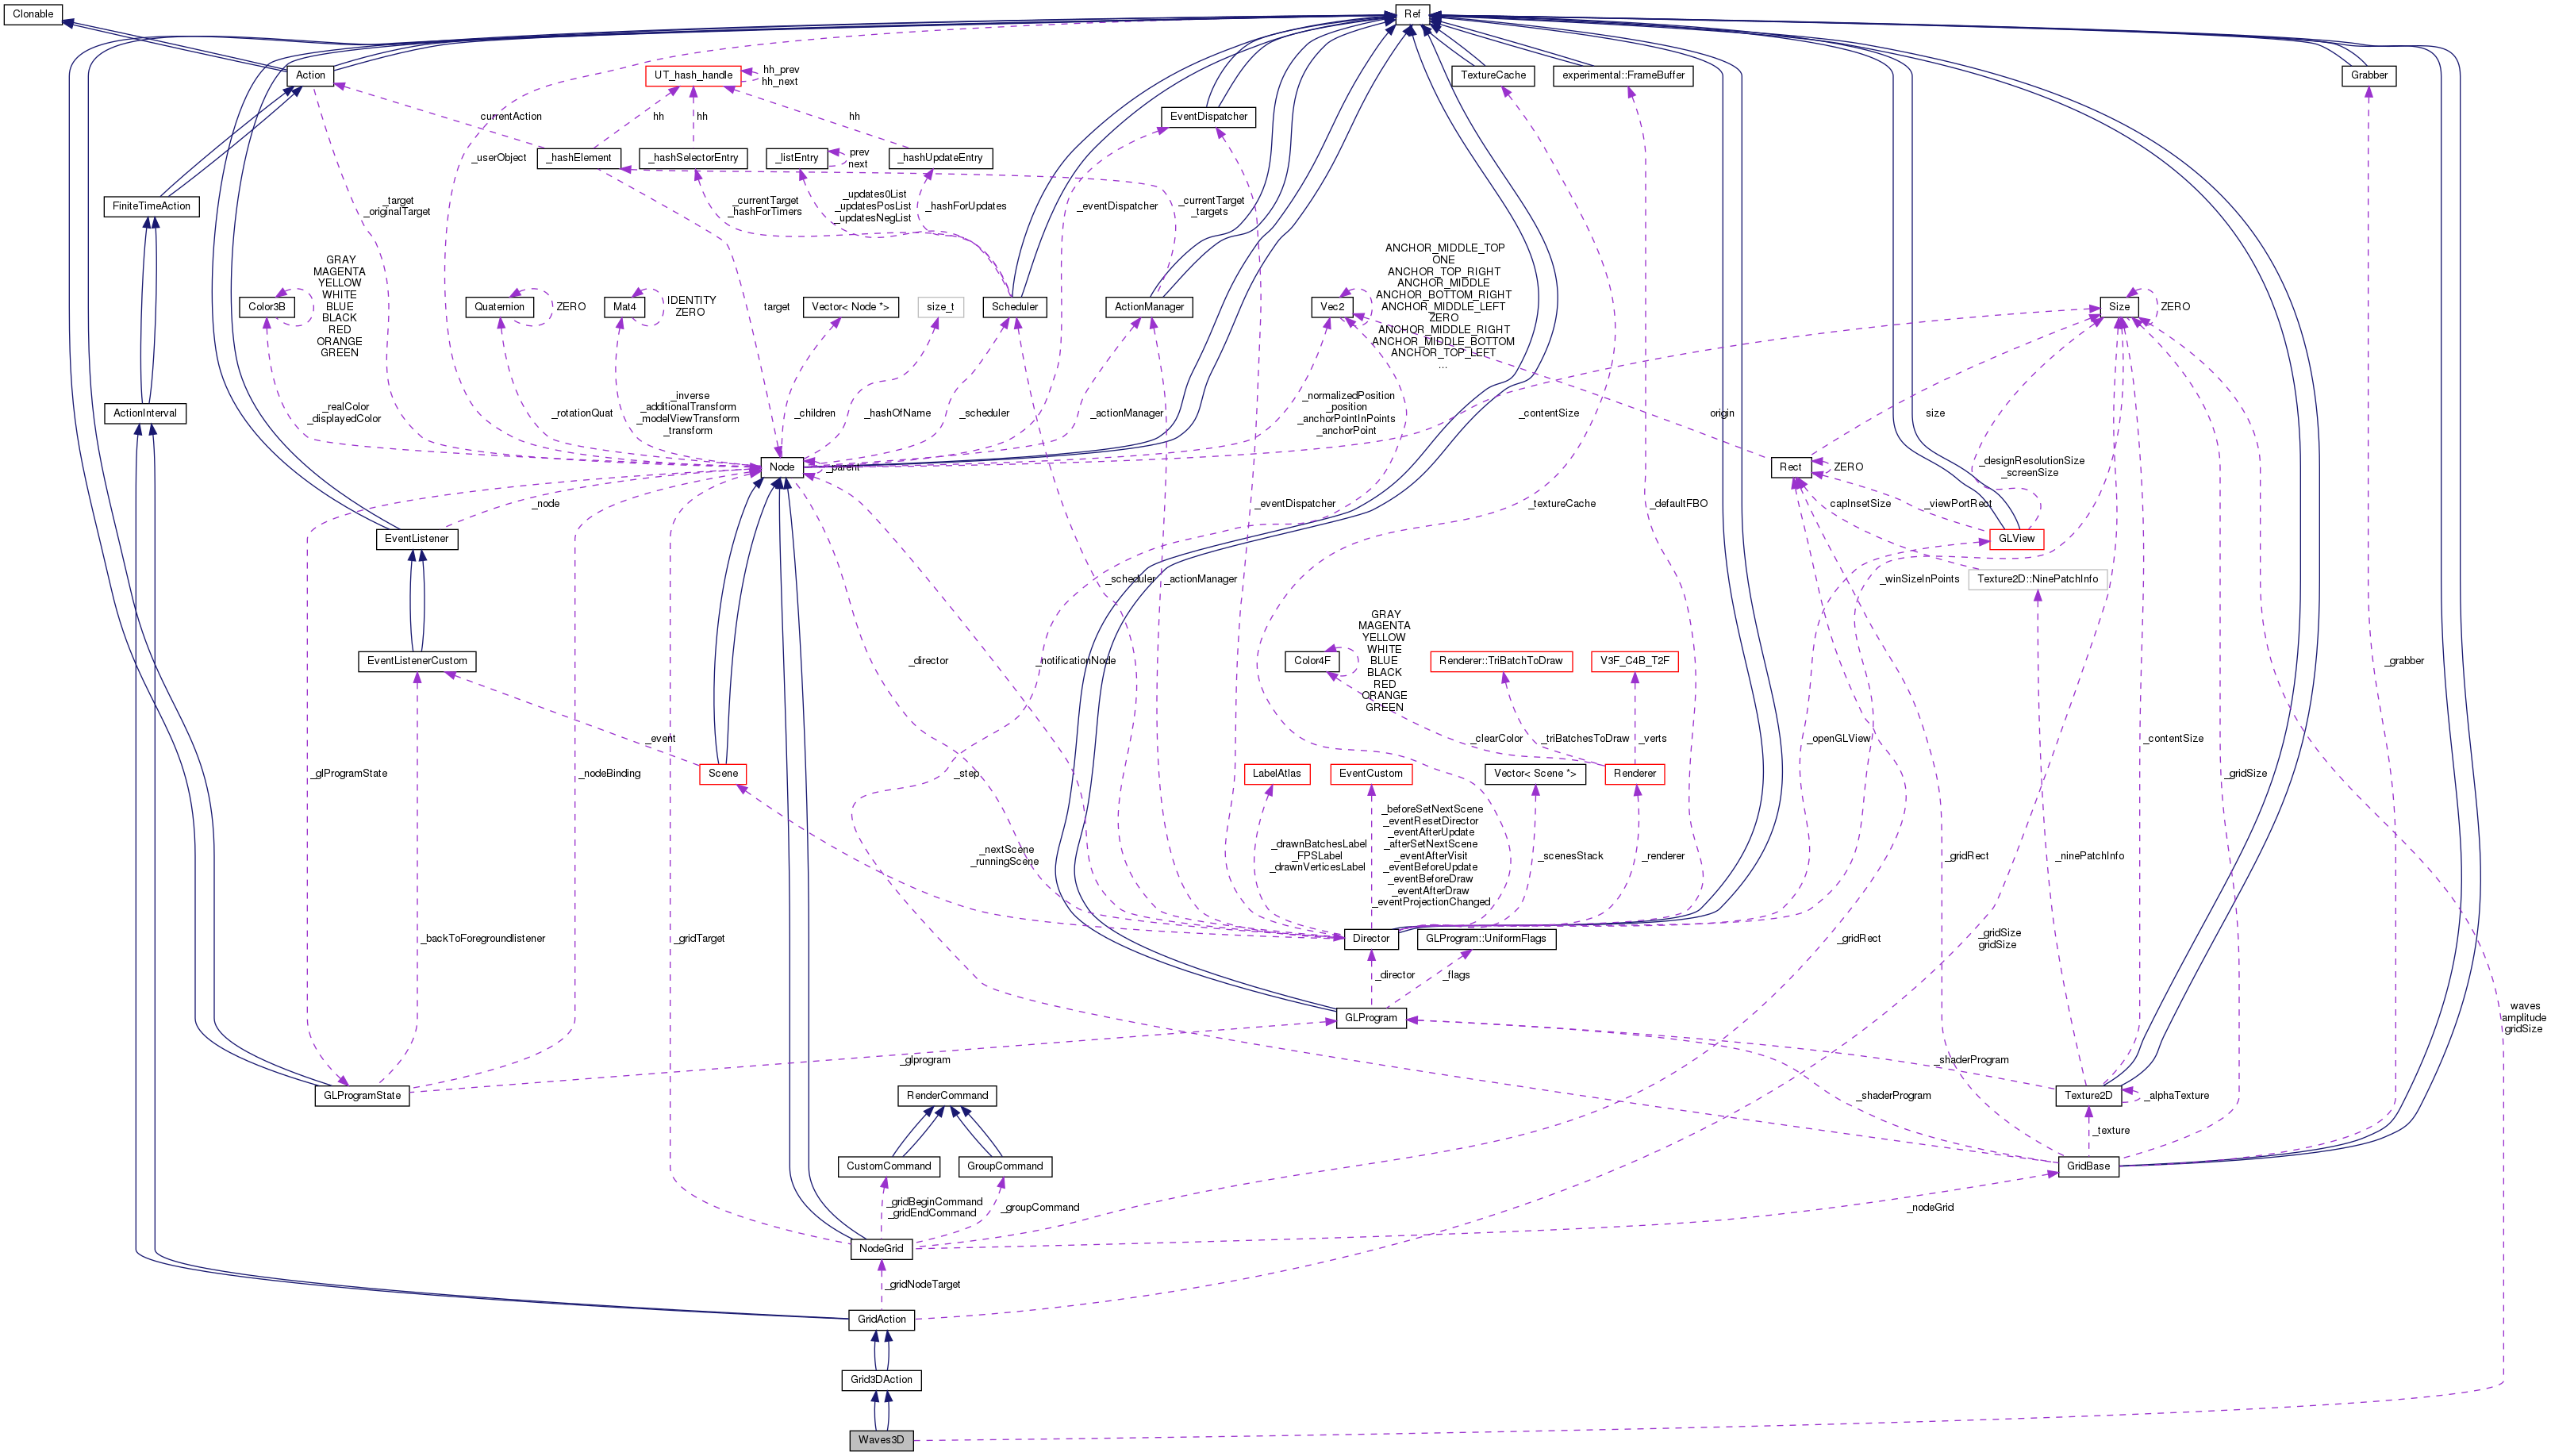 Clonable
Ref
Action
UT_hash_handle
hh_prev
hh_next
TextureCache
experimental::FrameBuffer
Grabber
currentAction
hh
hh
hh
EventDispatcher
_userObject
_hashElement
_hashSelectorEntry
_listEntry
prev
next
_hashUpdateEntry
FiniteTimeAction
_target
_originalTarget
_currentTarget
_hashForTimers
_updates0List
_updatesPosList
_updatesNegList
_hashForUpdates
_eventDispatcher
_currentTarget
_targets
Color3B
GRAY
MAGENTA
YELLOW
WHITE
BLUE
BLACK
RED
ORANGE
GREEN
Quaternion
ZERO
Mat4
IDENTITY
ZERO
target
Vector< Node *>
size_t
Scheduler
ActionManager
Vec2
ANCHOR_MIDDLE_TOP
ONE
ANCHOR_TOP_RIGHT
ANCHOR_MIDDLE
ANCHOR_BOTTOM_RIGHT
ANCHOR_MIDDLE_LEFT
ZERO
ANCHOR_MIDDLE_RIGHT
ANCHOR_MIDDLE_BOTTOM
ANCHOR_TOP_LEFT
...
Size
ZERO
ActionInterval
_realColor
_displayedColor
_rotationQuat
_inverse
_additionalTransform
_modelViewTransform
_transform
_children
_hashOfName
_scheduler
_actionManager
_normalizedPosition
_position
_anchorPointInPoints
_anchorPoint
_contentSize
origin
size
Node
_parent
Rect
ZERO
_designResolutionSize
_screenSize
_node
_eventDispatcher
_textureCache
_defaultFBO
capInsetSize
_viewPortRect
EventListener
GLView
_scheduler
_actionManager
_winSizeInPoints
Texture2D::NinePatchInfo
EventListenerCustom
_director
_notificationNode
Color4F
GRAY
MAGENTA
YELLOW
WHITE
BLUE
BLACK
RED
ORANGE
GREEN
Renderer::TriBatchToDraw
V3F_C4B_T2F
_grabber
_event
_clearColor
_triBatchesToDraw
_verts
_openGLView
_contentSize
_glProgramState
_nodeBinding
Scene
_step
LabelAtlas
EventCustom
Vector< Scene *>
Renderer
_gridSize
_nextScene
_runningScene
_drawnBatchesLabel
_FPSLabel
_drawnVerticesLabel
_beforeSetNextScene
_eventResetDirector
_eventAfterUpdate
_afterSetNextScene
_eventAfterVisit
_eventBeforeUpdate
_eventBeforeDraw
_eventAfterDraw
_eventProjectionChanged
_scenesStack
_renderer
_gridRect
_ninePatchInfo
_backToForegroundlistener
_gridTarget
Director
GLProgram::UniformFlags
_gridRect
_gridSize
gridSize
_director
_flags
GLProgram
waves
amplitude
gridSize
_glprogram
_shaderProgram
GLProgramState
RenderCommand
_shaderProgram
Texture2D
_alphaTexture
_texture
CustomCommand
GroupCommand
GridBase
_gridBeginCommand
_gridEndCommand
_groupCommand
_nodeGrid
NodeGrid
_gridNodeTarget
GridAction
Grid3DAction
Waves3D